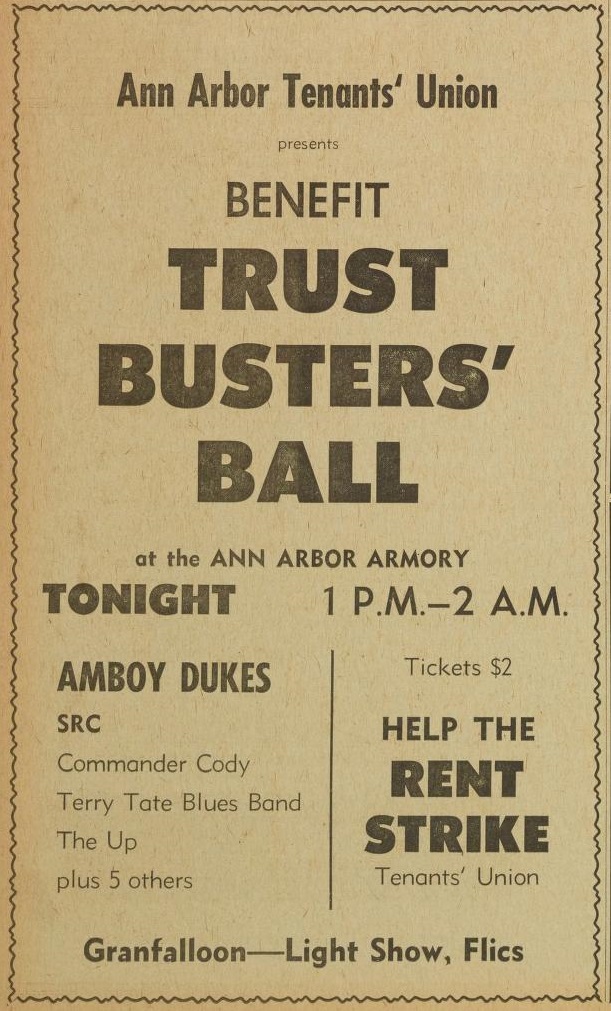 Ann Arbor Tenants' Union
presents
BENEFIT
TRUST
BUSTERS'
BALL
at the ANN ARBOR ARMORY
TONIGHT 1 P.M.—2 A.M.
AMBOY DUKES
SRC
Commander Cody
Terry Tate Blues Band
The Up
plus 5 others
Tickets $2
HELP THE
RENT
STRIKE
Tenants' Union
Granfalloon—Light Show, Flics